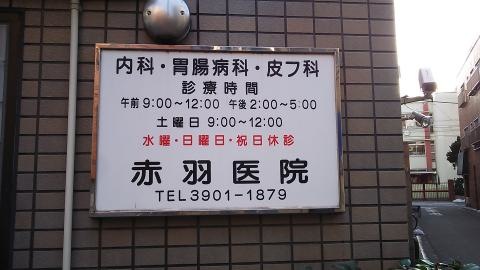 内科・胃腸病科・皮フ科
診療時間
午前 9:00～12:00 午後 2:00～5:00
土曜日 9:00～12:00
水曜・日曜日・祝日休診
赤羽医院
TEL3901-1879